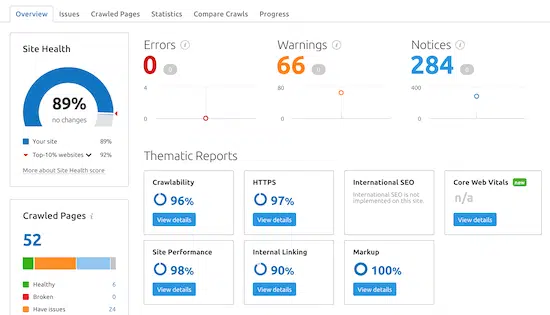 Overview Issues Crawled Pages Statistics Compare Crawls Progress
Site Health
89%
no changes
Your site 89%
Top-10% websites 92%
More about Site Health score
Errors i
0 0
4
0
Warnings i
66 0
80
0
Notices i
284 0
400
0
Thematic Reports
Crawlability
96%
View details
HTTPS
97%
View details
International SEO
International SEO is not
implemented on this site.
Core Web Vitals new
n/a
View details
Site Performance
98%
View details
Internal Linking
90%
View details
Markup
100%
View details
Crawled Pages i
52
Healthy 6
Broken 0
Have issues 24